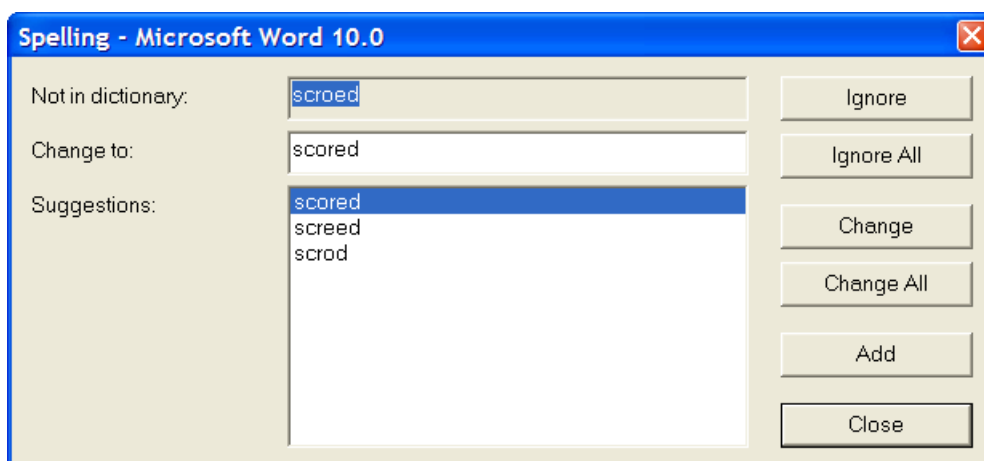 Spelling - Microsoft Word 10.0
Not in dictionary: scroed Ignore
Change to: scored Ignore All
Suggestions: scored
screed
scrod
Change
Change All
Add
Close